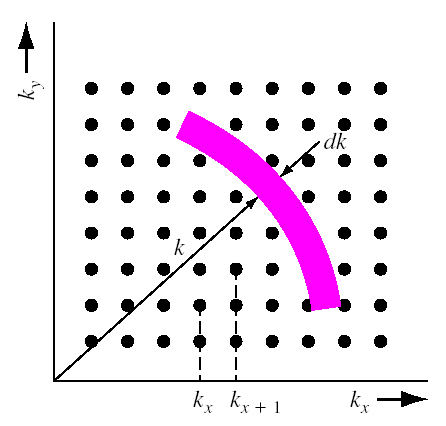 k_y
dk
k
k_x k_{x + 1} k_x